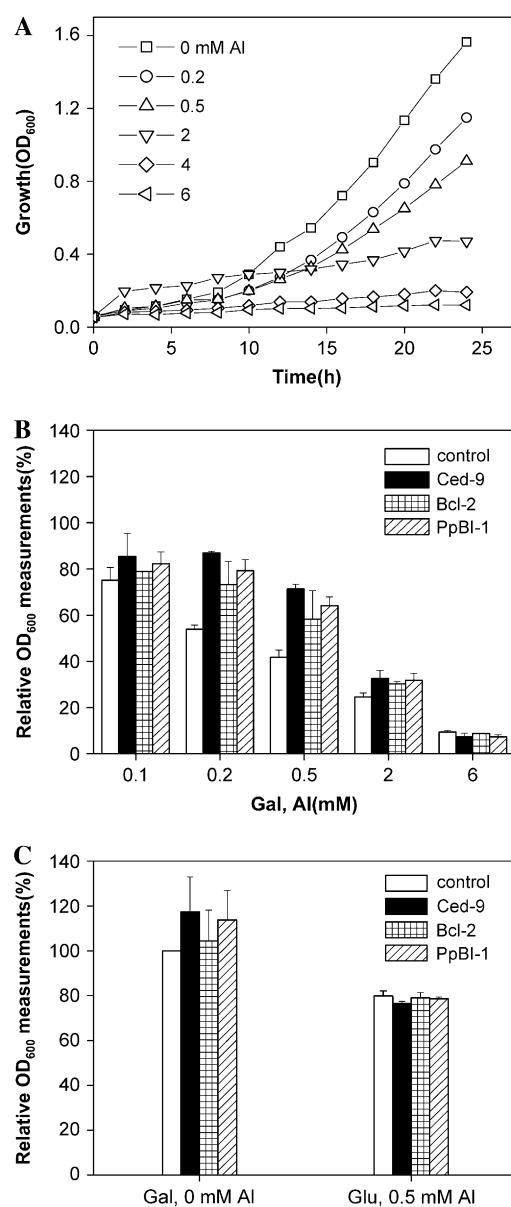 A
1.6
1.2
0.8
0.4
0.0
Growth(OD600)
0 mM Al
0.2
0.5
2
4
6
0 5 10 15 20 25
Time(h)
B
140
120
100
80
60
40
20
0
Relative OD600 measurements(%)
control
Ced-9
Bcl-2
PpBI-1
0.1 0.2 0.5 2 6
Gal, Al(mM)
C
140
120
100
80
60
40
20
0
Relative OD600 measurements(%)
control
Ced-9
Bcl-2
PpBI-1
Gal, 0 mM Al Glu, 0.5 mM Al